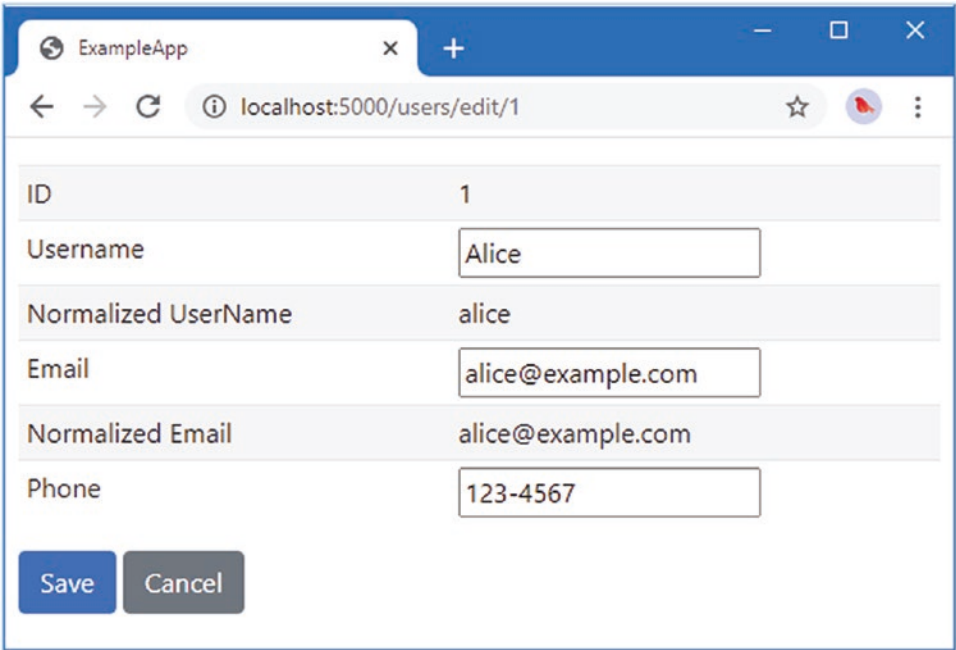 ExampleApp
localhost:5000/users/edit/1
ID 1
Username Alice
Normalized UserName alice
Email alice@example.com
Normalized Email alice@example.com
Phone 123-4567
Save Cancel